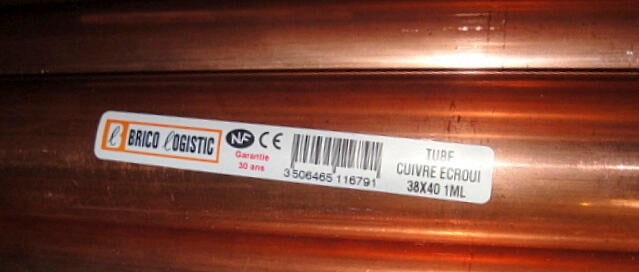 BRICO LOGISTIC
NF CE
Garantie
30 ans
3 506465 116791
TUBE
CUIVRE ECROUI
38X40 1ML